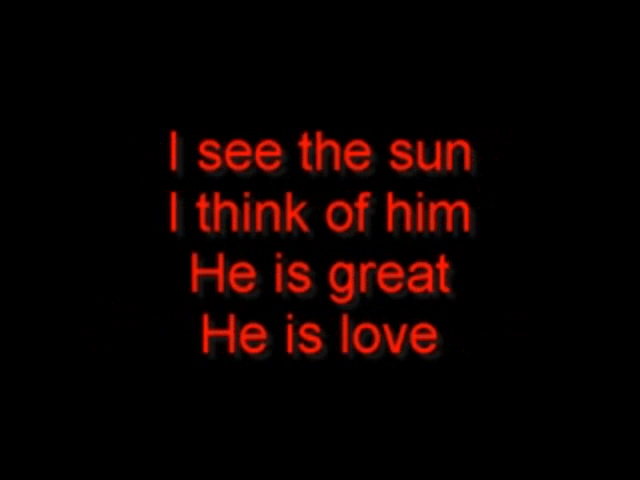 I see the sun
I think of him
He is great
He is love